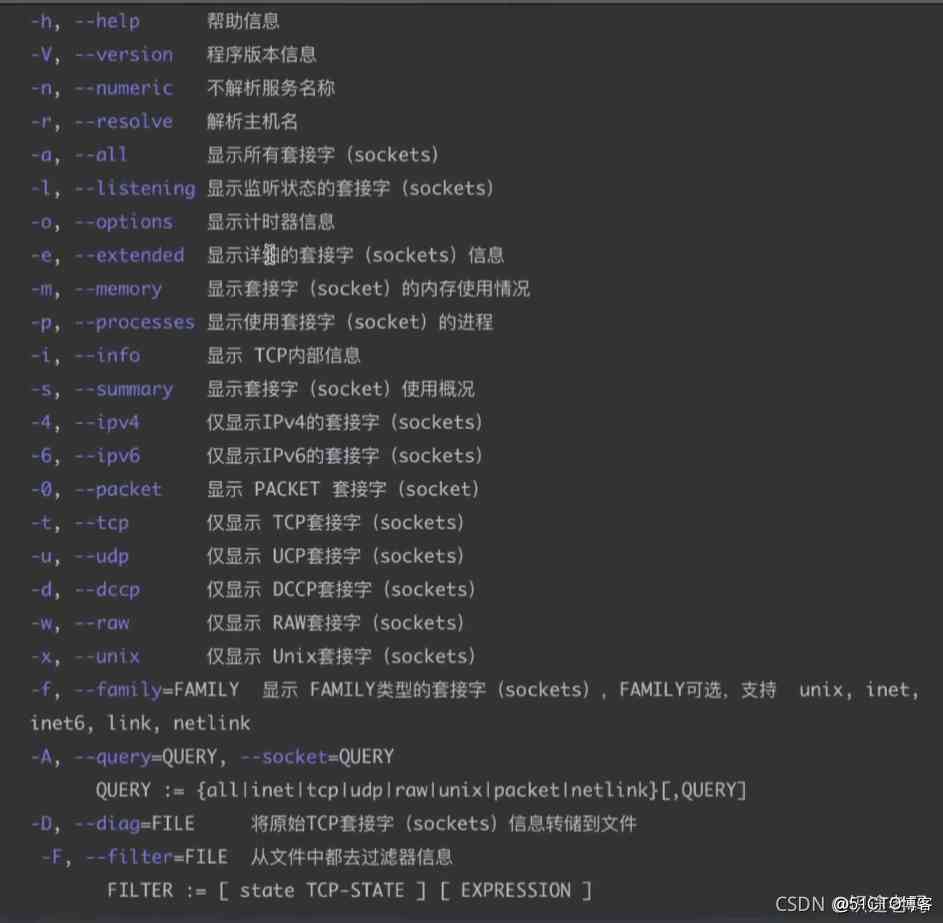 -h, --help 帮助信息
-V, --version 程序版本信息
-n, --numeric 不解析服务名称
-r, --resolve 解析主机名
-a, --all 显示所有套接字（sockets）
-l, --listening 显示监听状态的套接字（sockets）
-o, --options 显示计时器信息
-e, --extended 显示详细的套接字（sockets）信息
-m, --memory 显示套接字（socket）的内存使用情况
-p, --processes 显示使用套接字（socket）的进程
-i, --info 显示 TCP内部信息
-s, --summary 显示套接字（socket）使用概况
-4, --ipv4 仅显示IPv4的套接字（sockets）
-6, --ipv6 仅显示IPv6的套接字（sockets）
-0, --packet 显示 PACKET 套接字（socket）
-t, --tcp 仅显示 TCP套接字（sockets）
-u, --udp 仅显示 UCP套接字（sockets）
-d, --dccp 仅显示 DCCP套接字（sockets）
-w, --raw 仅显示 RAW套接字（sockets）
-x, --unix 仅显示 Unix套接字（sockets）
-f, --family=FAMILY 显示 FAMILY类型的套接字（sockets）, FAMILY可选，支持 unix, inet,
inet6, link, netlink
-A, --query=QUERY, --socket=QUERY
QUERY := {all|inet|tcp|udp|raw|unix|packet|netlink}[,QUERY]
-D, --diag=FILE 将原始TCP套接字（sockets）信息转储到文件
-F, --filter=FILE 从文件中都去过滤器信息
FILTER := [ state TCP-STATE ] [ EXPRESSION ]
CSDN @51CTO博客